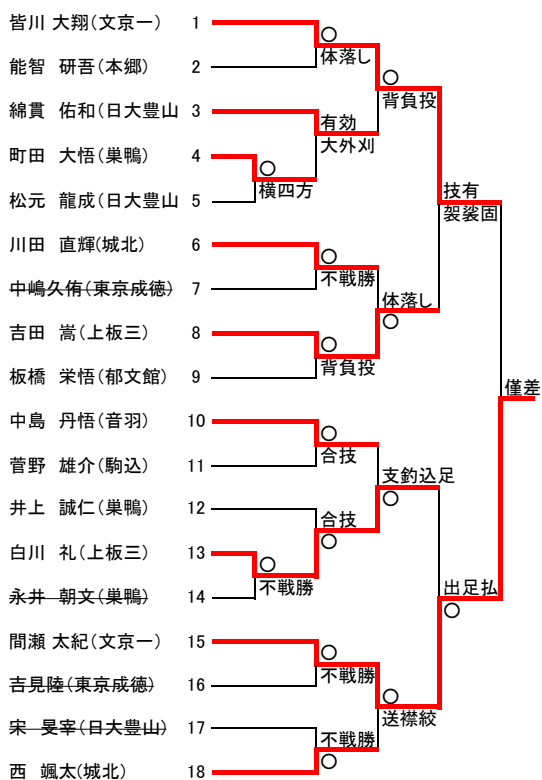 皆川 大翔(文京一) 1
能智 研吾(本郷) 2
綿貫 佑和(日大豊山 3
町田 大悟(巣鴨) 4
松元 龍成(日大豊山 5
川田 直輝(城北) 6
中嶋久侑(東京成徳) 7
吉田 嵩(上板三) 8
板橋 栄悟(郁文館) 9
中島 丹悟(音羽) 10
菅野 雄介(駒込) 11
井上 誠仁(巣鴨) 12
白川 礼(上板三) 13
永井 朝文(巣鴨) 14
間瀬 太紀(文京一) 15
吉見陸(東京成徳) 16
宋 旻宰(日大豊山) 17
西 颯太(城北) 18
○
体落し
有効
大外刈
○
横四方
○
背負投
○
不戦勝
○
背負投
体落し
○
技有
袈裟固
○
合技
○
不戦勝
合技
○
支釣込足
○
○
不戦勝
不戦勝
○
○
送襟絞
出足払
○
僅差